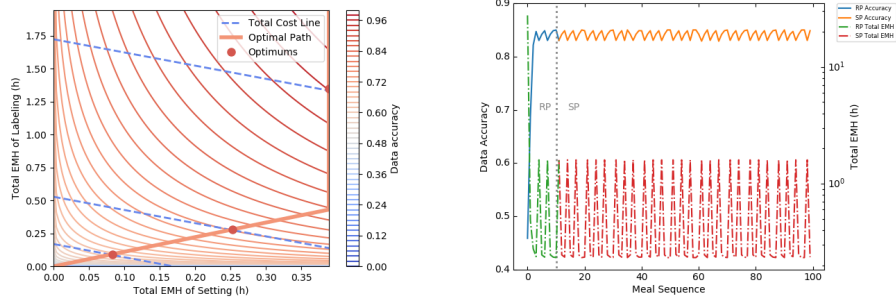 Total Cost Line
Optimal Path
Optimums
Total EMH of Labeling (h)
1.75
1.50
1.25
1.00
0.75
0.50
0.25
0.00
0.00 0.05 0.10 0.15 0.20 0.25 0.30 0.35
Total EMH of Setting (h)
0.96
0.84
0.72
0.60
0.48
0.36
0.24
0.12
0.00
Data accuracy
RP Accuracy
SP Accuracy
RP Total EMH
SP Total EMH
Data Accuracy
0.9
0.8
0.7
0.6
0.5
0.4
RP SP
0 20 40 60 80 100
Meal Sequence
10¹
10⁰
Total EMH (h)